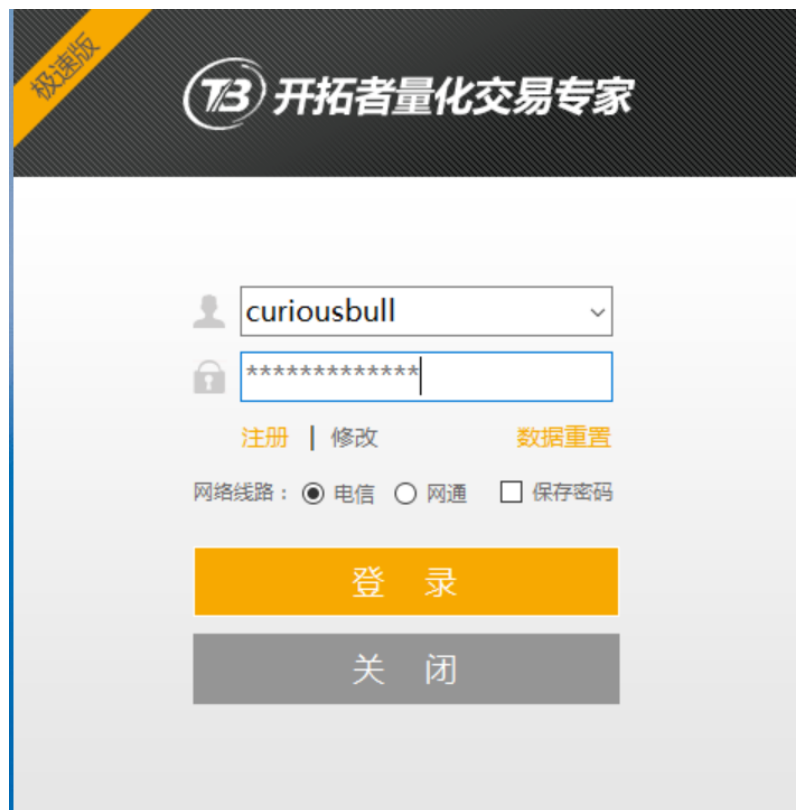 极速版
TB 开拓者量化交易专家
curiousbull
*************
注册 | 修改 数据重置
网络线路： 电信 网通 保存密码
登 录
关 闭